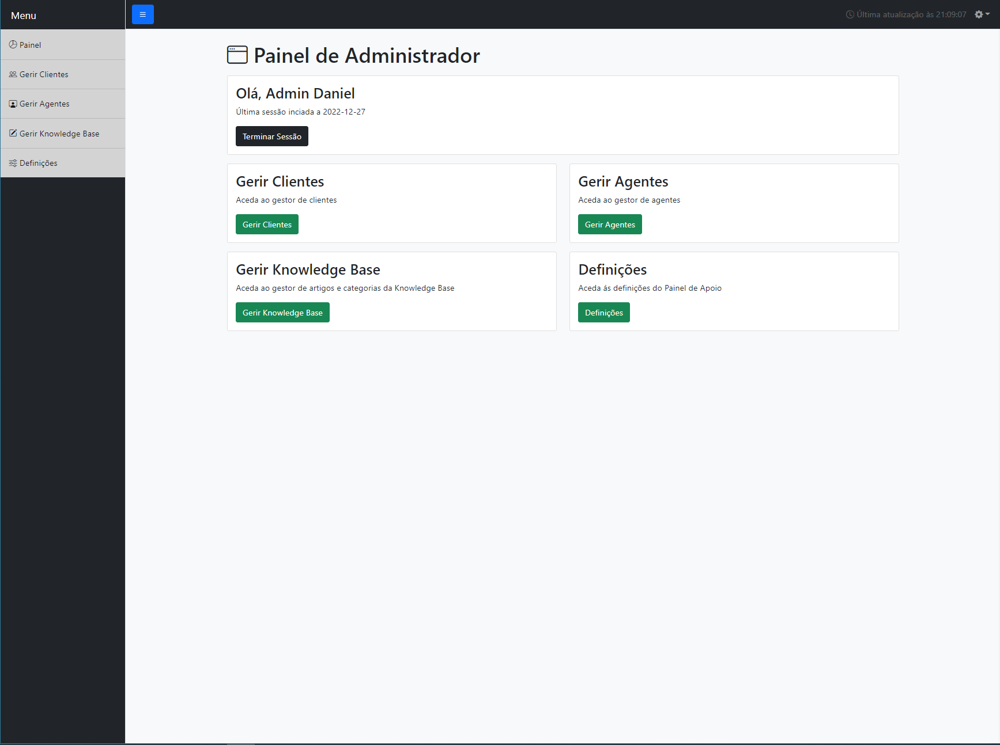 Menu
Última atualização às 21:09:07
Painel
Gerir Clientes
Gerir Agentes
Gerir Knowledge Base
Definições
Painel de Administrador
Olá, Admin Daniel
Última sessão inciada a 2022-12-27
Terminar Sessão
Gerir Clientes
Aceda ao gestor de clientes
Gerir Clientes
Gerir Agentes
Aceda ao gestor de agentes
Gerir Agentes
Gerir Knowledge Base
Aceda ao gestor de artigos e categorias da Knowledge Base
Gerir Knowledge Base
Definições
Aceda ás definições do Painel de Apoio
Definições